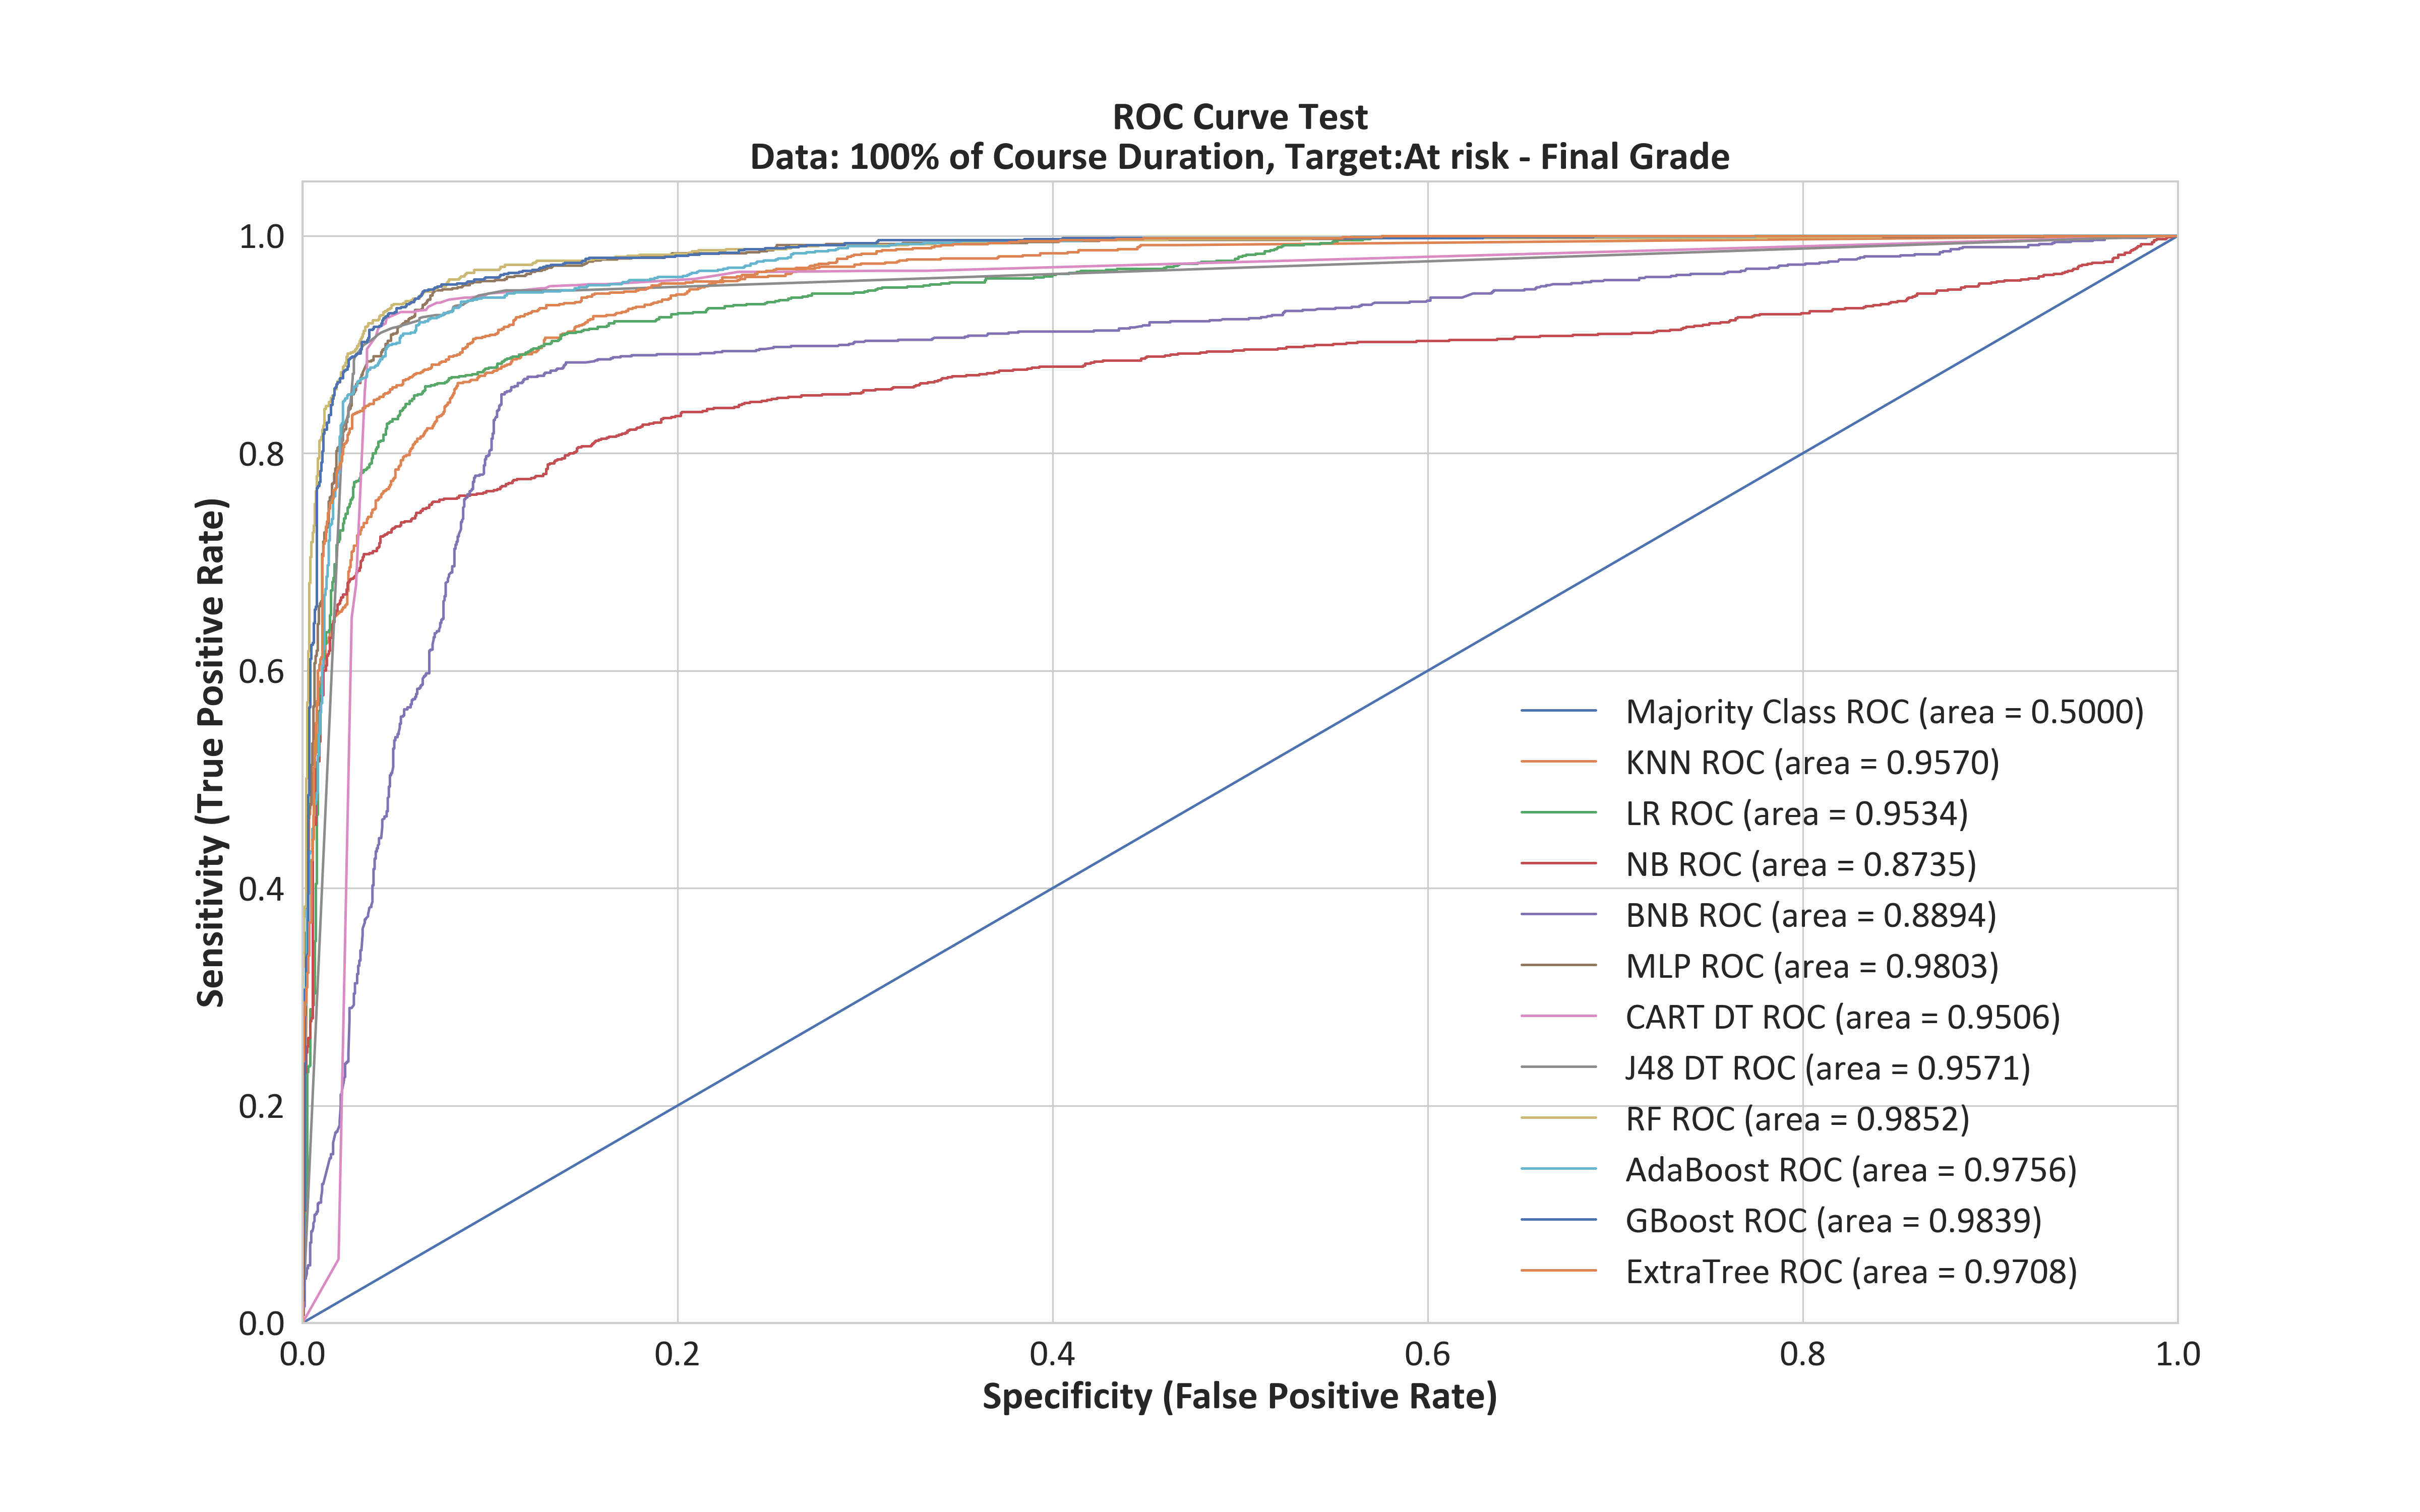 ROC Curve Test
Data: 100% of Course Duration, Target:At risk - Final Grade
1.0
0.8
0.6
0.4
0.2
0.0
Sensitivity (True Positive Rate)
Majority Class ROC (area = 0.5000)
KNN ROC (area = 0.9570)
LR ROC (area = 0.9534)
NB ROC (area = 0.8735)
BNB ROC (area = 0.8894)
MLP ROC (area = 0.9803)
CART DT ROC (area = 0.9506)
J48 DT ROC (area = 0.9571)
RF ROC (area = 0.9852)
AdaBoost ROC (area = 0.9756)
GBoost ROC (area = 0.9839)
ExtraTree ROC (area = 0.9708)
0.0 0.2 0.4 0.6 0.8 1.0
Specificity (False Positive Rate)